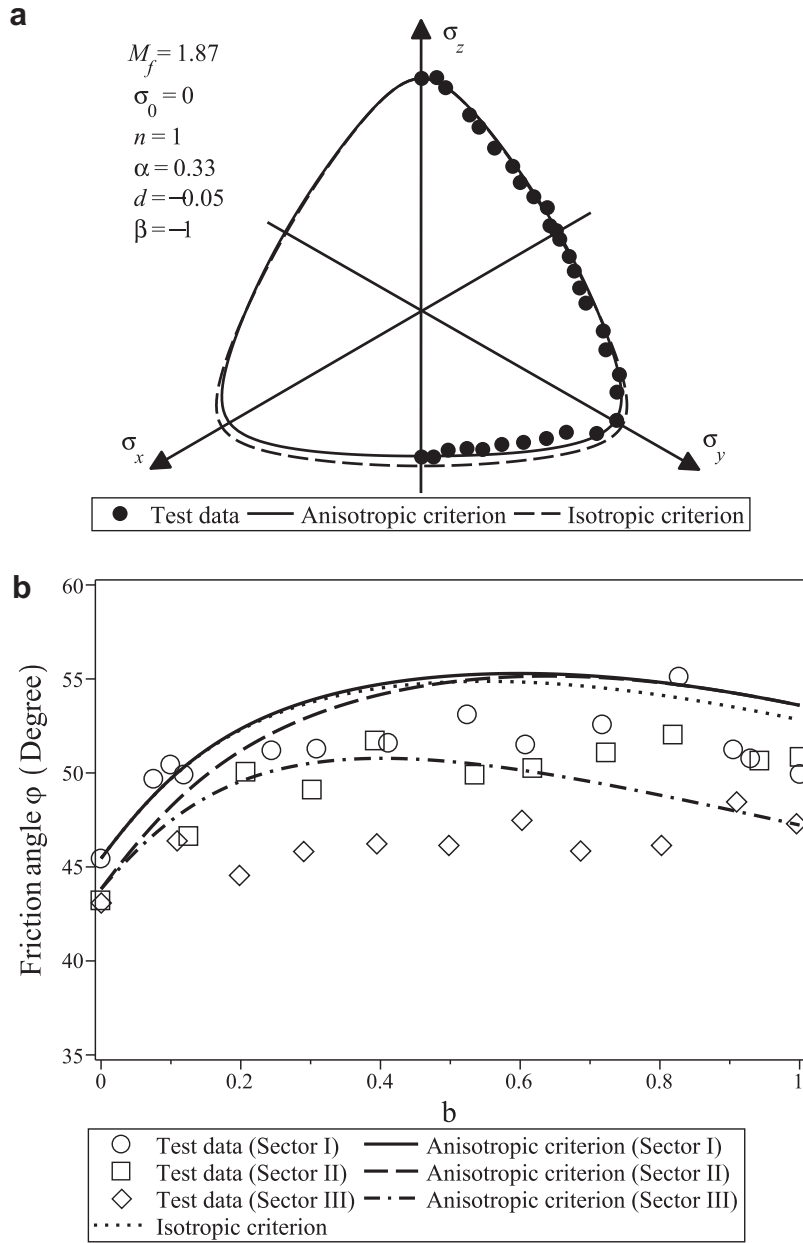 a
σz
Mf = 1.87
σ0 = 0
n = 1
α = 0.33
d = −0.05
β = −1
σx
σy
Test data Anisotropic criterion Isotropic criterion
b
60
55
50
45
40
35
Friction angle φ (Degree)
0 0.2 0.4 0.6 0.8 1
b
Test data (Sector I) Anisotropic criterion (Sector I)
Test data (Sector II) Anisotropic criterion (Sector II)
Test data (Sector III) Anisotropic criterion (Sector III)
Isotropic criterion